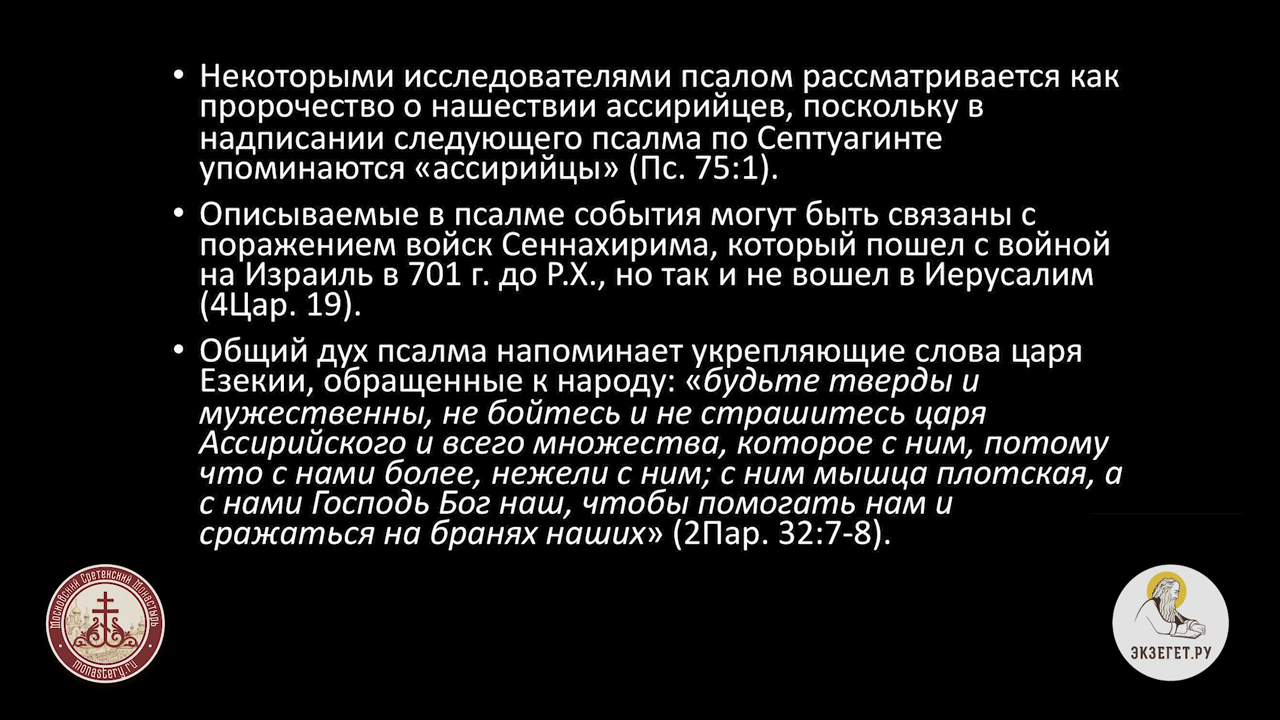 • Некоторыми исследователями псалом рассматривается как
пророчество о нашествии ассирийцев, поскольку в
надписании следующего псалма по Септуагинте
упоминаются «ассирийцы» (Пс. 75:1).
• Описываемые в псалме события могут быть связаны с
поражением войск Сеннахирима, который пошел с войной
на Израиль в 701 г. до Р.Х., но так и не вошел в Иерусалим
(4Цар. 19).
• Общий дух псалма напоминает укрепляющие слова царя
Езекии, обращенные к народу: «будьте тверды и
мужественны, не бойтесь и не страшитесь царя
Ассирийского и всего множества, которое с ним, потому
что с нами более, нежели с ним; с ним мышца плотская, а
с нами Господь Бог наш, чтобы помогать нам и
сражаться на бранях наших» (2Пар. 32:7-8).
Московский Сретенский Монастырь
monastery.ru
ЭКЗЕГЕТ.РУ